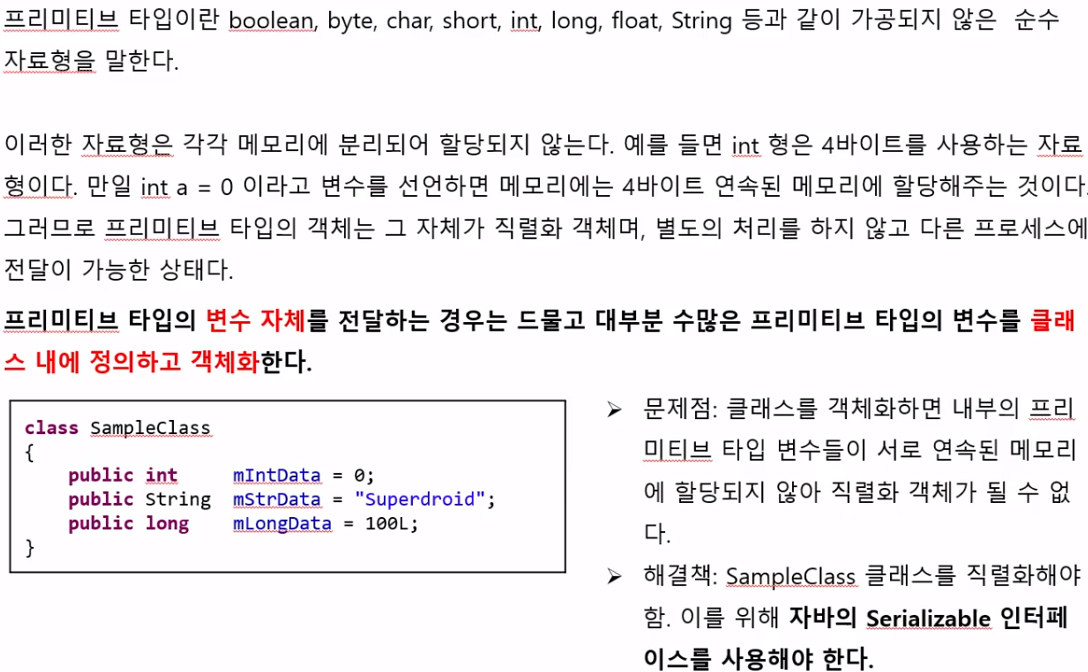 프리미티브 타입이란 boolean, byte, char, short, int, long, float, String 등과 같이 가공되지 않은 순수
자료형을 말한다.
이러한 자료형은 각각 메모리에 분리되어 할당되지 않는다. 예를 들면 int 형은 4바이트를 사용하는 자료
형이다. 만일 int a = 0 이라고 변수를 선언하면 메모리에는 4바이트 연속된 메모리에 할당해주는 것이다.
그러므로 프리미티브 타입의 객체는 그 자체가 직렬화 객체며, 별도의 처리를 하지 않고 다른 프로세스에
전달이 가능한 상태다.
프리미티브 타입의 변수 자체를 전달하는 경우는 드물고 대부분 수많은 프리미티브 타입의 변수를 클래
스 내에 정의하고 객체화한다.
class SampleClass
{
    public int     mIntData = 0;
    public String  mStrData = "Superdroid";
    public long    mLongData = 100L;
}
➢ 문제점: 클래스를 객체화하면 내부의 프리
미티브 타입 변수들이 서로 연속된 메모리
에 할당되지 않아 직렬화 객체가 될 수 없
다.
➢ 해결책: SampleClass 클래스를 직렬화해야
함. 이를 위해 자바의 Serializable 인터페
이스를 사용해야 한다.